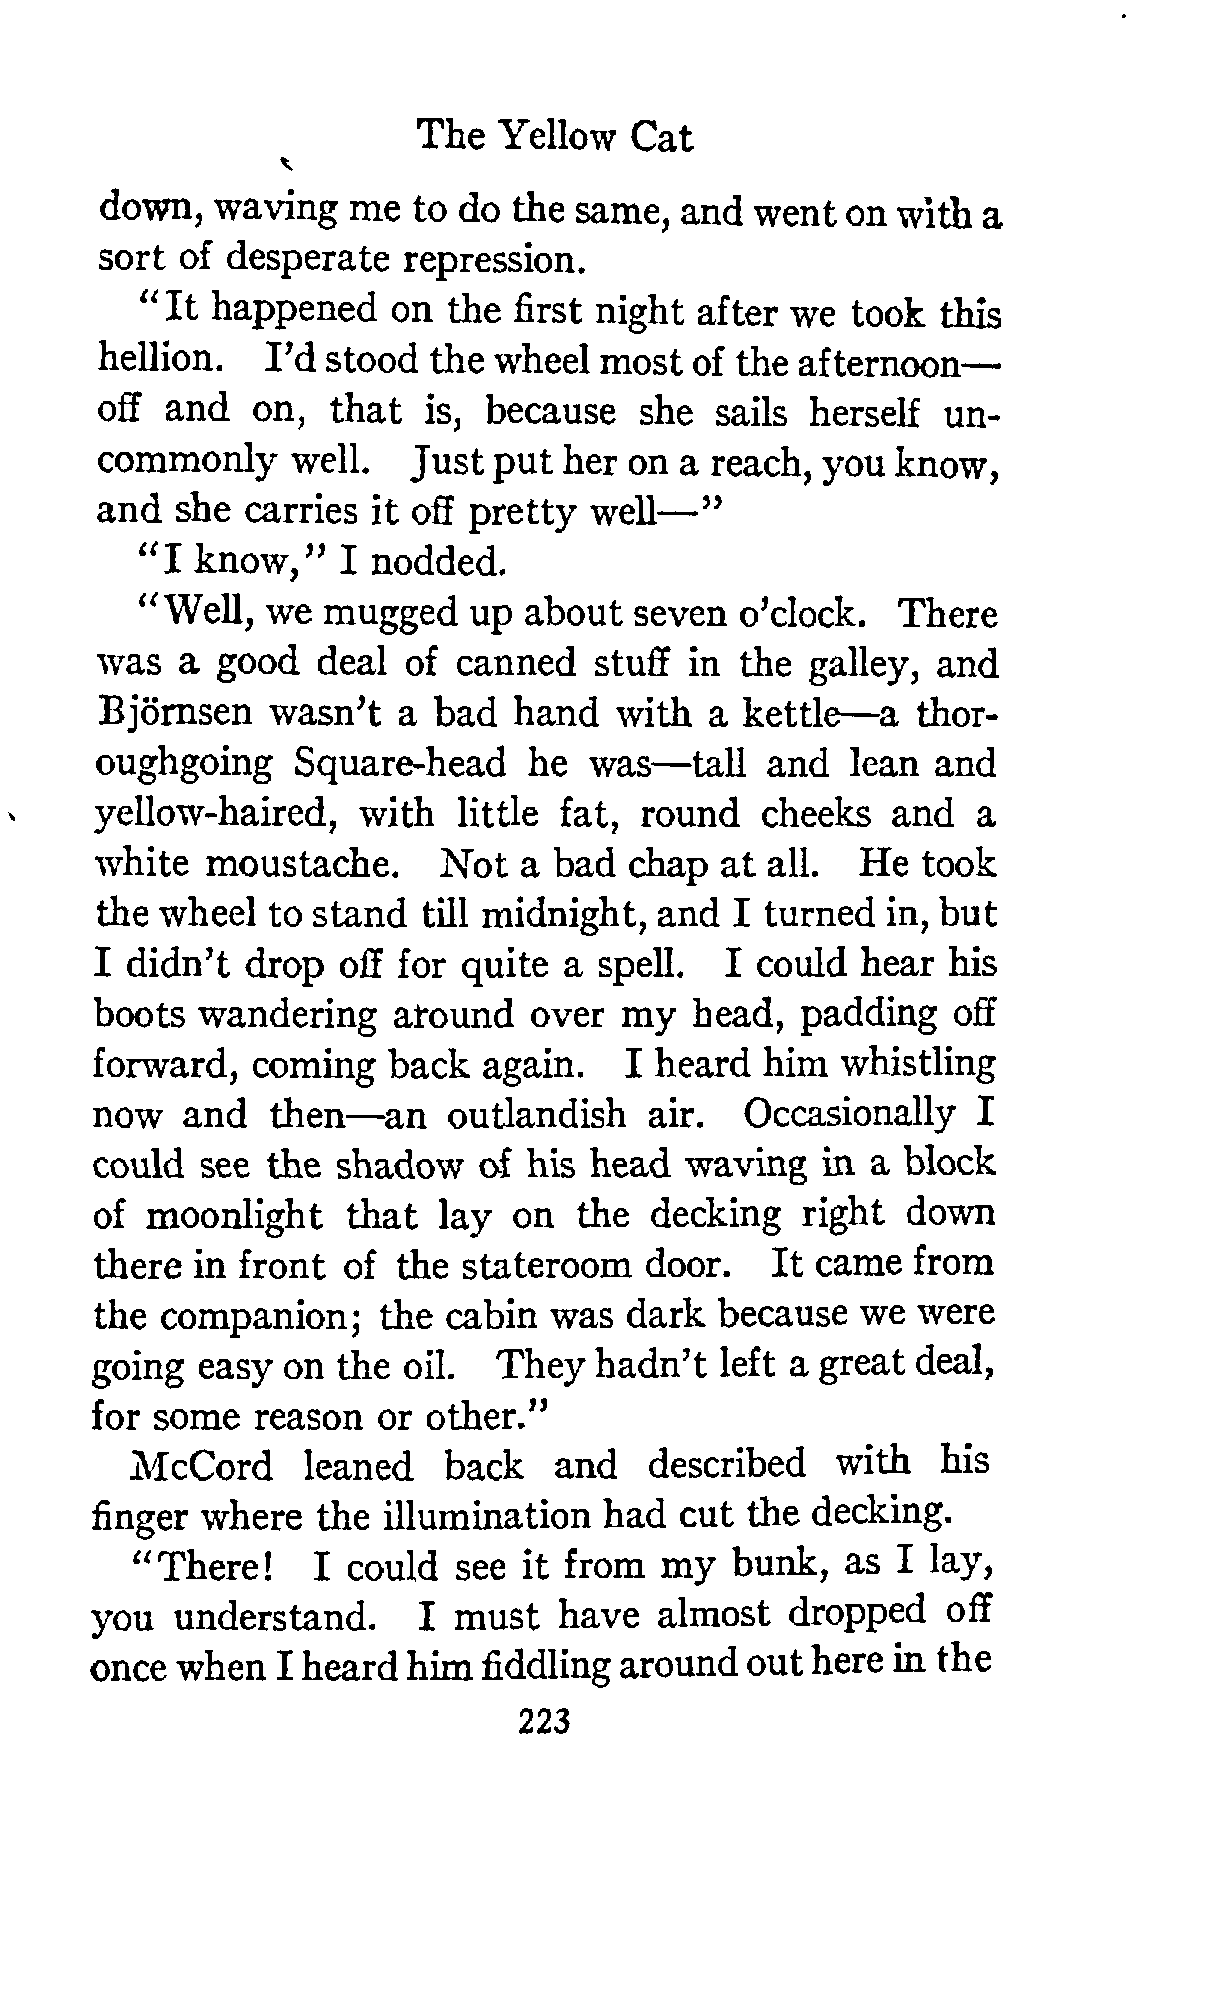 The Yellow Cat
down, waving me to do the same, and went on with a
sort of desperate repression.
"It happened on the first night after we took this
hellion. I'd stood the wheel most of the afternoon—
off and on, that is, because she sails herself un-
commonly well. Just put her on a reach, you know,
and she carries it off pretty well—"
"I know," I nodded.
"Well, we mugged up about seven o'clock. There
was a good deal of canned stuff in the galley, and
Björnsen wasn't a bad hand with a kettle—a thor-
oughgoing Square-head he was—tall and lean and
yellow-haired, with little fat, round cheeks and a
white moustache. Not a bad chap at all. He took
the wheel to stand till midnight, and I turned in, but
I didn't drop off for quite a spell. I could hear his
boots wandering around over my head, padding off
forward, coming back again. I heard him whistling
now and then—an outlandish air. Occasionally I
could see the shadow of his head waving in a block
of moonlight that lay on the decking right down
there in front of the stateroom door. It came from
the companion; the cabin was dark because we were
going easy on the oil. They hadn't left a great deal,
for some reason or other."
McCord leaned back and described with his
finger where the illumination had cut the decking.
"There! I could see it from my bunk, as I lay,
you understand. I must have almost dropped off
once when I heard him fiddling around out here in the
223